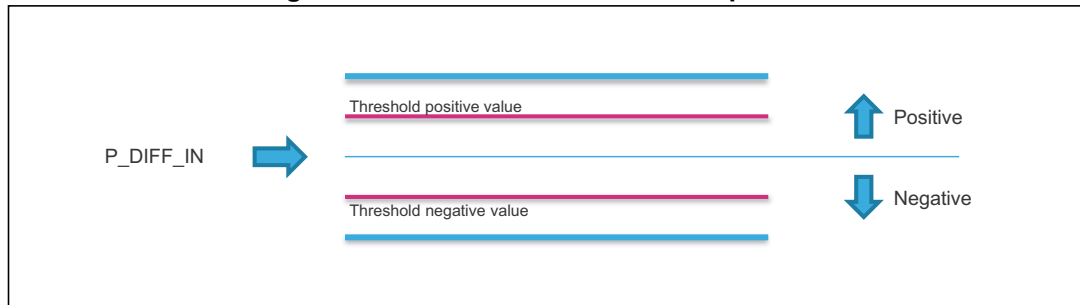 Threshold positive value
Positive
P_DIFF_IN
Negative
Threshold negative value